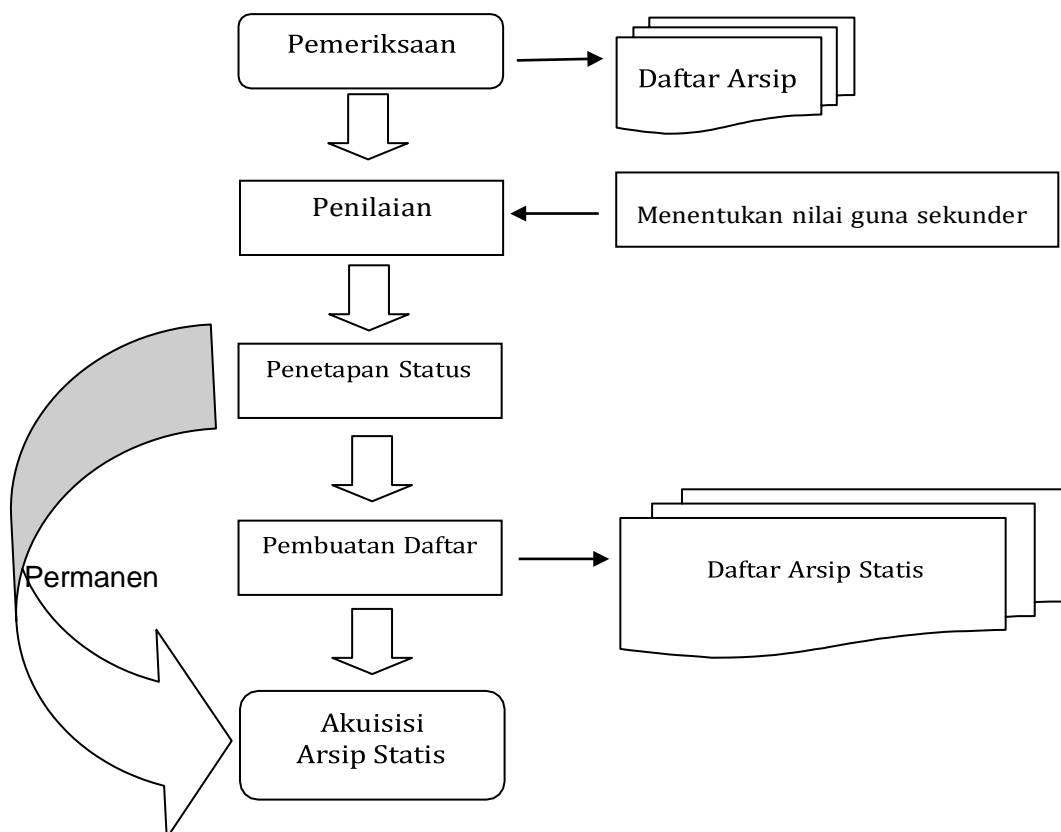 Pemeriksaan
Daftar Arsip
Penilaian
Menentukan nilai guna sekunder
Penetapan Status
Pembuatan Daftar
Daftar Arsip Statis
Permanen
Akuisisi
Arsip Statis